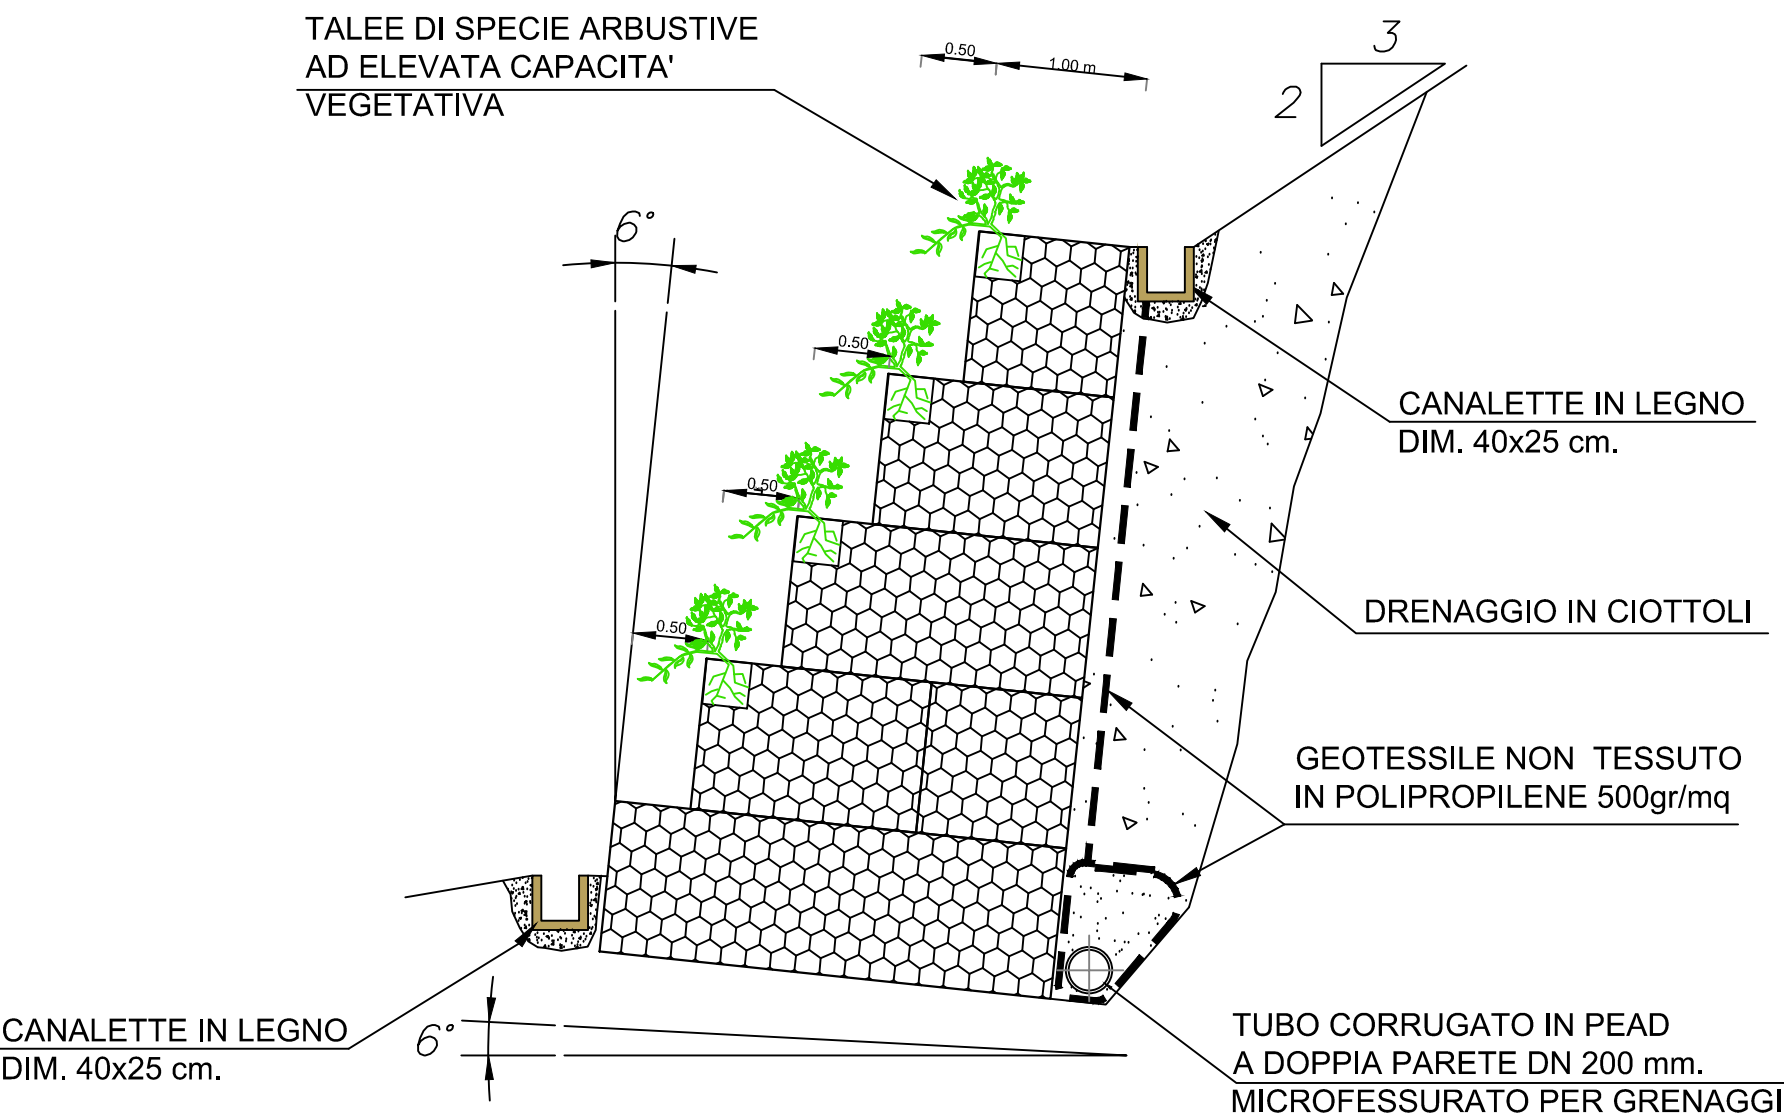 TALEE DI SPECIE ARBUSTIVE
AD ELEVATA CAPACITA'
VEGETATIVA
0.50
1.00 m
3
2
6°
0.50
CANALETTE IN LEGNO
DIM. 40x25 cm.
0.50
DRENAGGIO IN CIOTTOLI
0.50
GEOTESSILE NON TESSUTO
IN POLIPROPILENE 500gr/mq
CANALETTE IN LEGNO
DIM. 40x25 cm.
6°
TUBO CORRUGATO IN PEAD
A DOPPIA PARETE DN 200 mm.
MICROFESSURATO PER GRENAGGI